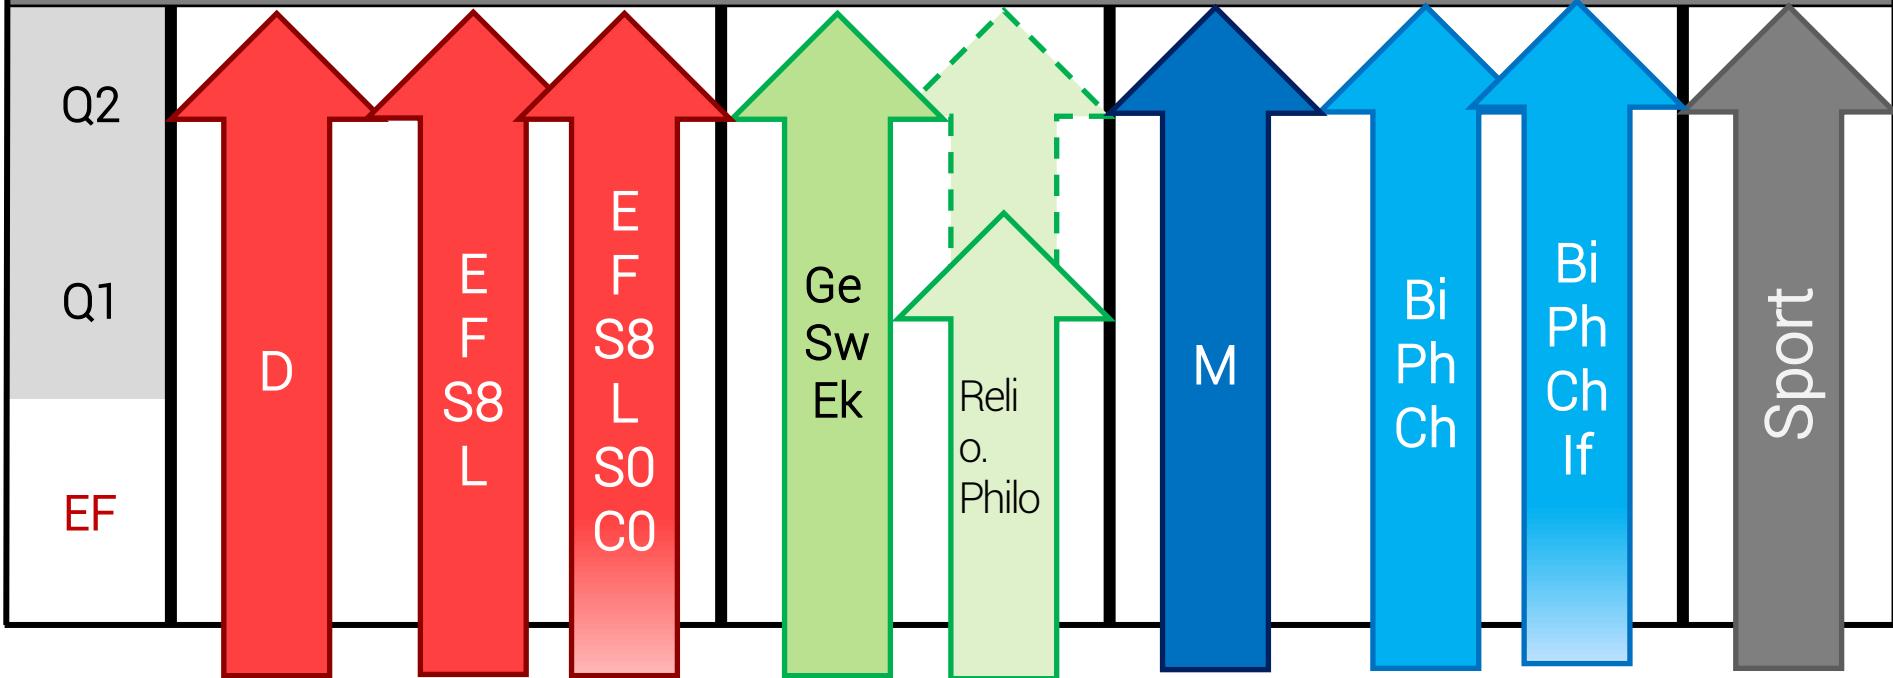 Q2
Q1
EF
D
E
F
S8
L
E
F
S8
L
S0
C0
Ge
Sw
Ek
Reli
o.
Philo
M
Bi
Ph
Ch
Bi
Ph
Ch
If
Sport